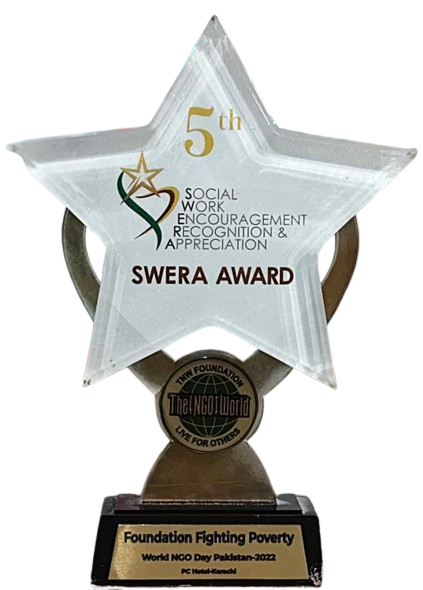 5th
SOCIAL
WORK
ENCOURAGEMENT
RECOGNITION &
APPRECIATION
SWERA AWARD
TNW FOUNDATION
The{NGO}World
LIVE FOR OTHERS
Foundation Fighting Poverty
World NGO Day Pakistan-2022
PC Hotel-Karachi